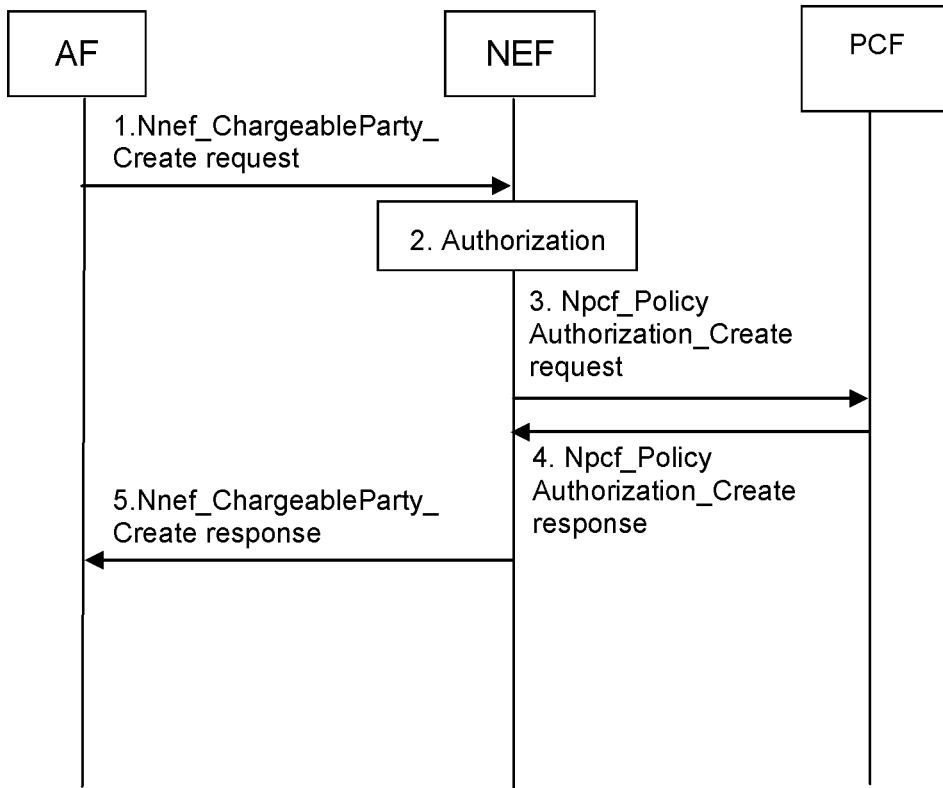 AF
NEF
PCF
1.Nnef_ChargeableParty_
Create request
2. Authorization
3. Npcf_Policy
Authorization_Create
request
4. Npcf_Policy
Authorization_Create
response
5.Nnef_ChargeableParty_
Create response